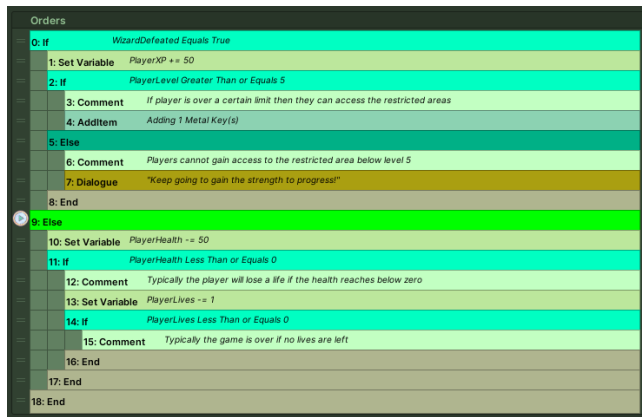 Orders
0: If WizardDefeated Equals True
1: Set Variable PlayerXP += 50
2: If PlayerLevel Greater Than or Equals 5
3: Comment If player is over a certain limit then they can access the restricted areas
4: AddItem Adding 1 Metal Key(s)
5: Else
6: Comment Players cannot gain access to the restricted area below level 5
7: Dialogue "Keep going to gain the strength to progress!"
8: End
9: Else
10: Set Variable PlayerHealth -= 50
11: If PlayerHealth Less Than or Equals 0
12: Comment Typically the player will lose a life if the health reaches below zero
13: Set Variable PlayerLives -= 1
14: If PlayerLives Less Than or Equals 0
15: Comment Typically the game is over if no lives are left
16: End
17: End
18: End